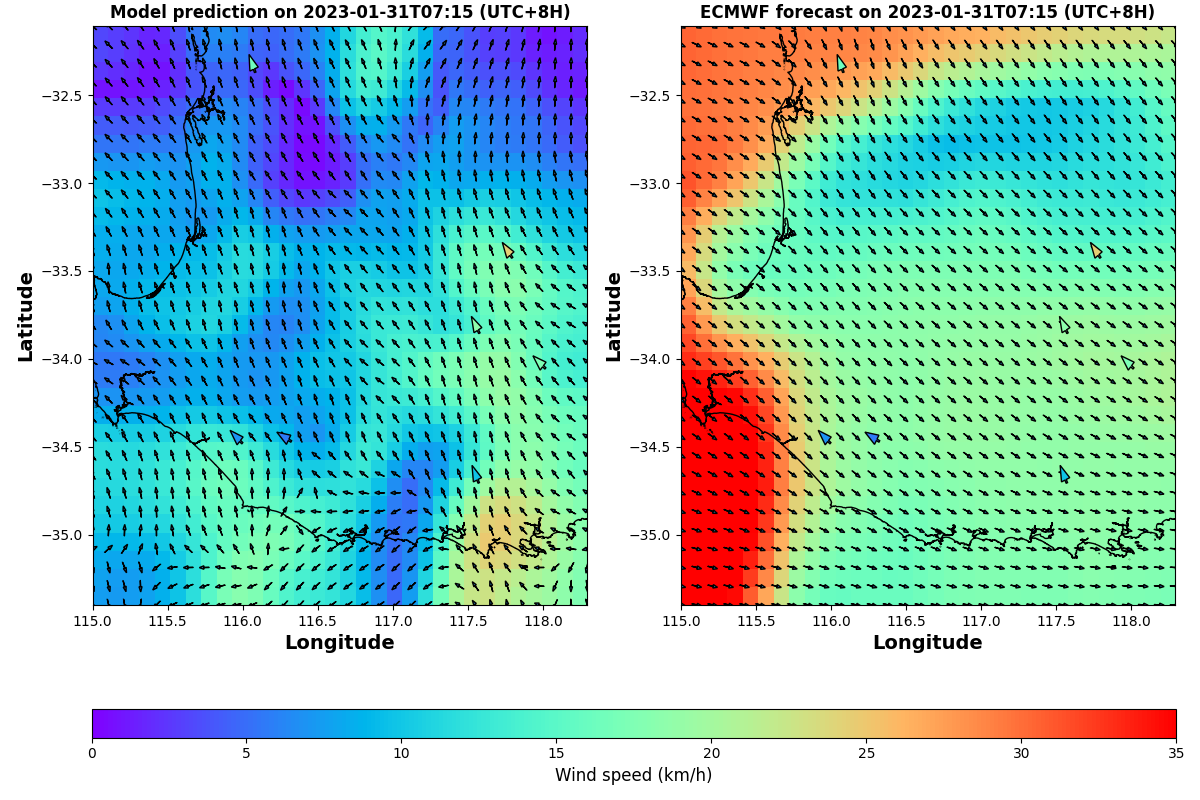 Model prediction on 2023-01-31T07:15 (UTC+8H)
ECMWF forecast on 2023-01-31T07:15 (UTC+8H)
Latitude
−32.5
−33.0
−33.5
−34.0
−34.5
−35.0
115.0 115.5 116.0 116.5 117.0 117.5 118.0
Longitude
Latitude
−32.5
−33.0
−33.5
−34.0
−34.5
−35.0
115.0 115.5 116.0 116.5 117.0 117.5 118.0
Longitude
0 5 10 15 20 25 30 35
Wind speed (km/h)